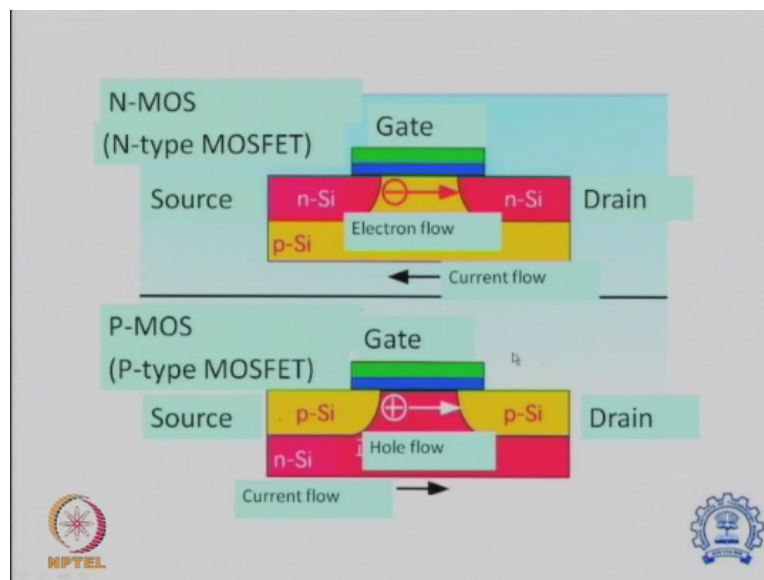 N-MOS
(N-type MOSFET)
Gate
Source
n-Si
n-Si
Drain
Electron flow
p-Si
Current flow
P-MOS
(P-type MOSFET)
Gate
Source
p-Si
p-Si
Drain
Hole flow
n-Si
Current flow
NPTEL